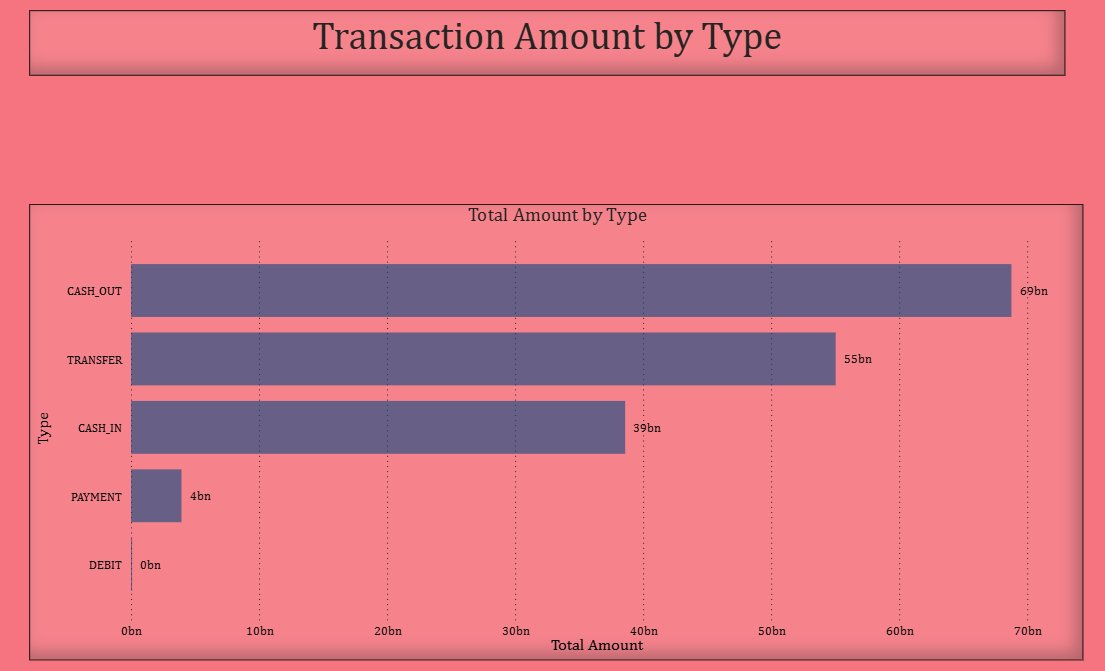 Transaction Amount by Type
Total Amount by Type
CASH_OUT 69bn
TRANSFER 55bn
CASH_IN 39bn
Type
PAYMENT 4bn
DEBIT 0bn
0bn 10bn 20bn 30bn 40bn 50bn 60bn 70bn
Total Amount